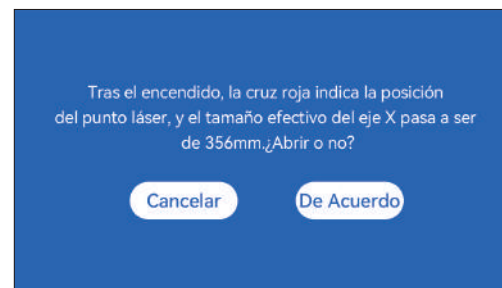 Tras el encendido, la cruz roja indica la posición
del punto láser, y el tamaño efectivo del eje X pasa a ser
de 356mm.¿Abrir o no?
Cancelar
De Acuerdo